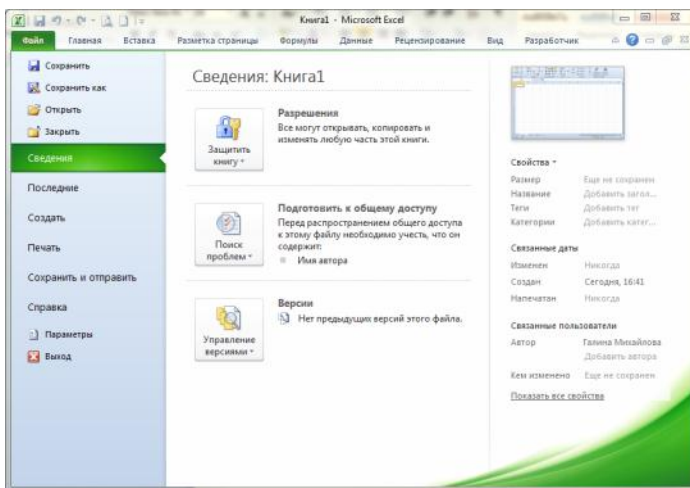 Книга1 - Microsoft Excel
Файл Главная Вставка Разметка страницы Формулы Данные Рецензирование Вид Разработчик
Сохранить
Сохранить как
Открыть
Закрыть
Сведения
Последние
Создать
Печать
Сохранить и отправить
Справка
Параметры
Выход
Сведения: Книга1
Защитить
книгу
Разрешения
Все могут открывать, копировать и
изменять любую часть этой книги.
Поиск
проблем
Подготовить к общему доступу
Перед распространением общего доступа
к этому файлу необходимо учесть, что он
содержит:
Имя автора
Управление
версиями
Версии
Нет предыдущих версий этого файла.
Свойства
Размер Еще не сохранен
Название Добавить загол...
Теги Добавить тег
Категории Добавить катег...
Связанные даты
Изменен Никогда
Создан Сегодня, 16:41
Напечатан Никогда
Связанные пользователи
Автор Галина Михайлова
Добавить автора
Кем изменено Еще не сохранен
Показать все свойства